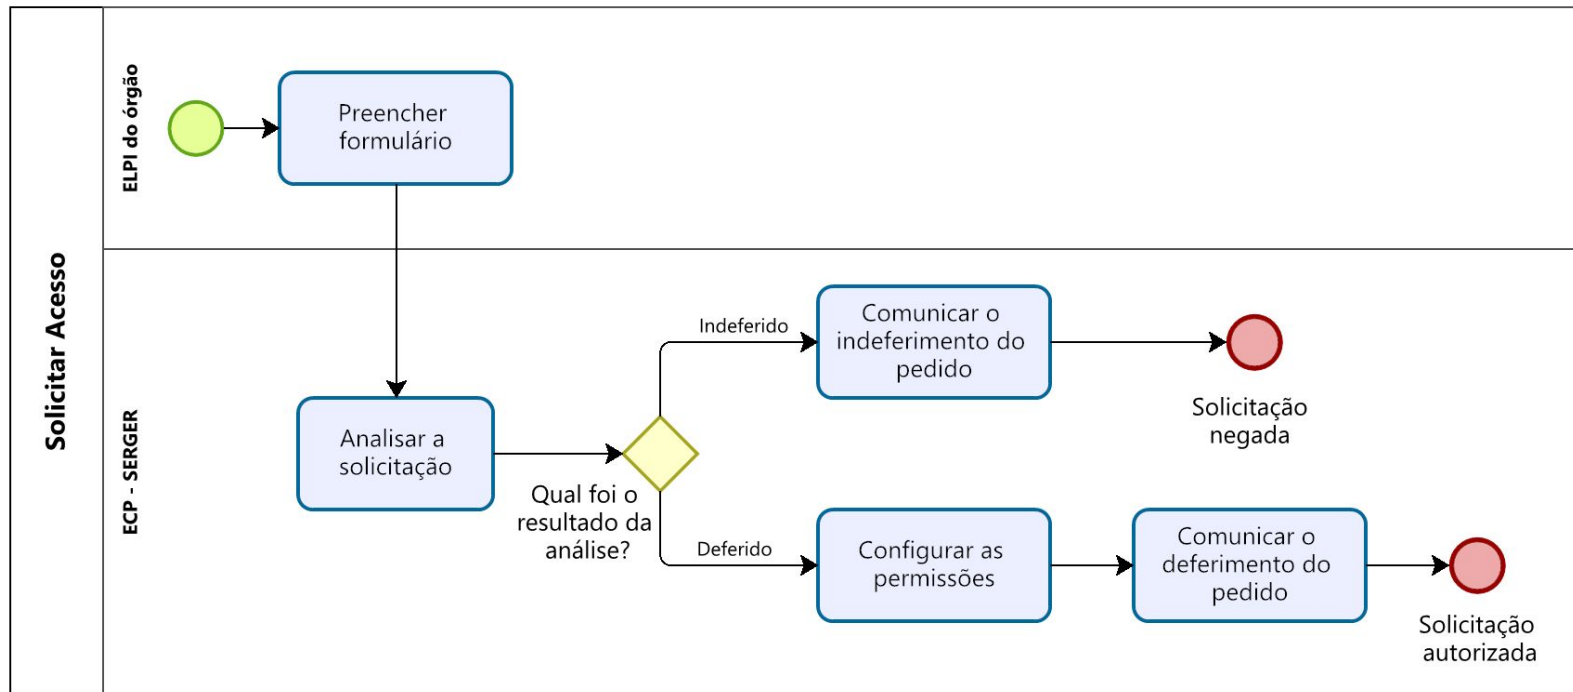 Solicitar Acesso
ELPI do órgão
Preencher
formulário
ECP - SERGER
Analisar a
solicitação
Qual foi o
resultado da
análise?
Indeferido
Comunicar o
indeferimento do
pedido
Solicitação
negada
Deferido
Configurar as
permissões
Comunicar o
deferimento do
pedido
Solicitação
autorizada